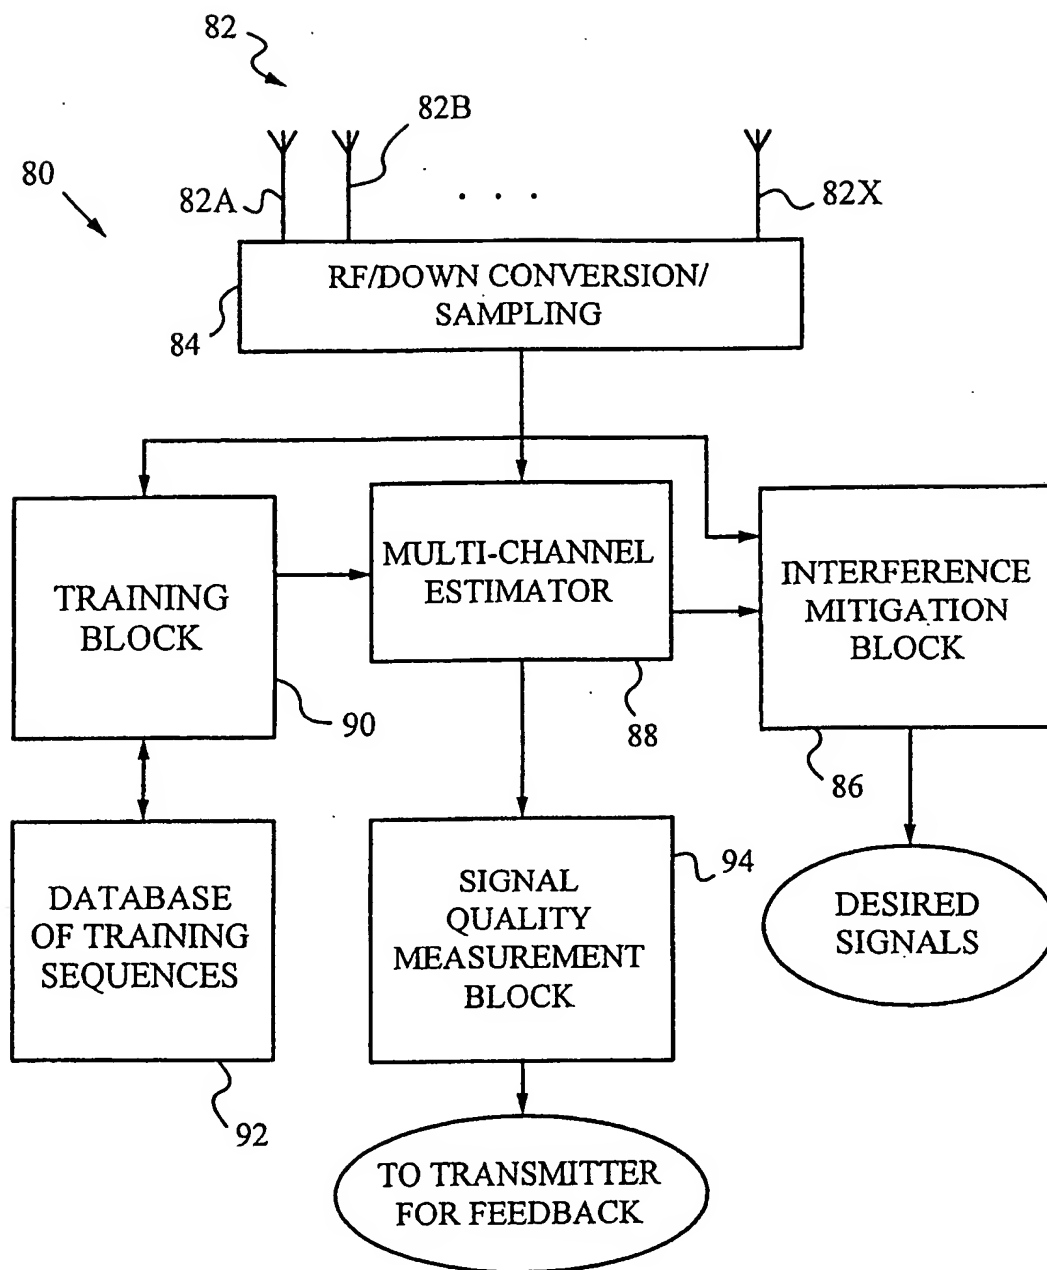 82
82B
80
82A
. . .
82X
RF/DOWN CONVERSION/
SAMPLING
84
TRAINING
BLOCK
MULTI-CHANNEL
ESTIMATOR
INTERFERENCE
MITIGATION
BLOCK
90
88
86
DATABASE
OF TRAINING
SEQUENCES
SIGNAL
QUALITY
MEASUREMENT
BLOCK
94
DESIRED
SIGNALS
92
TO TRANSMITTER
FOR FEEDBACK